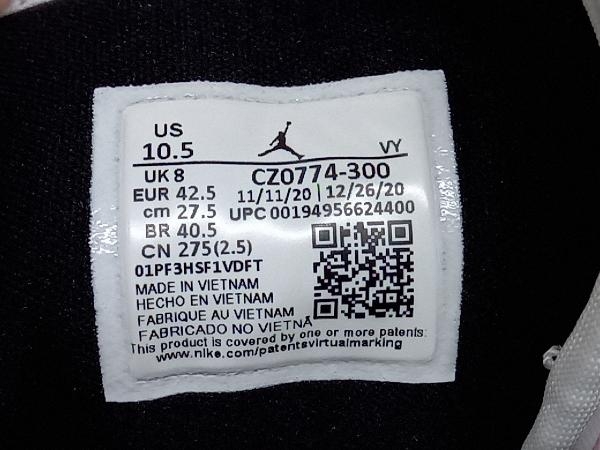 US
10.5
VY
UK 8
CZ0774-300
EUR 42.5
11/11/20 | 12/26/20
cm 27.5
UPC 00194956624400
BR 40.5
CN 275(2.5)
01PF3HSF1VDFT
MADE IN VIETNAM
HECHO EN VIETNAM
FABRIQUE AU VIETNAM
FABRICADO NO VIETNÃ
This product is covered by one or more patents:
www.nike.com/patentsvirtualmarking